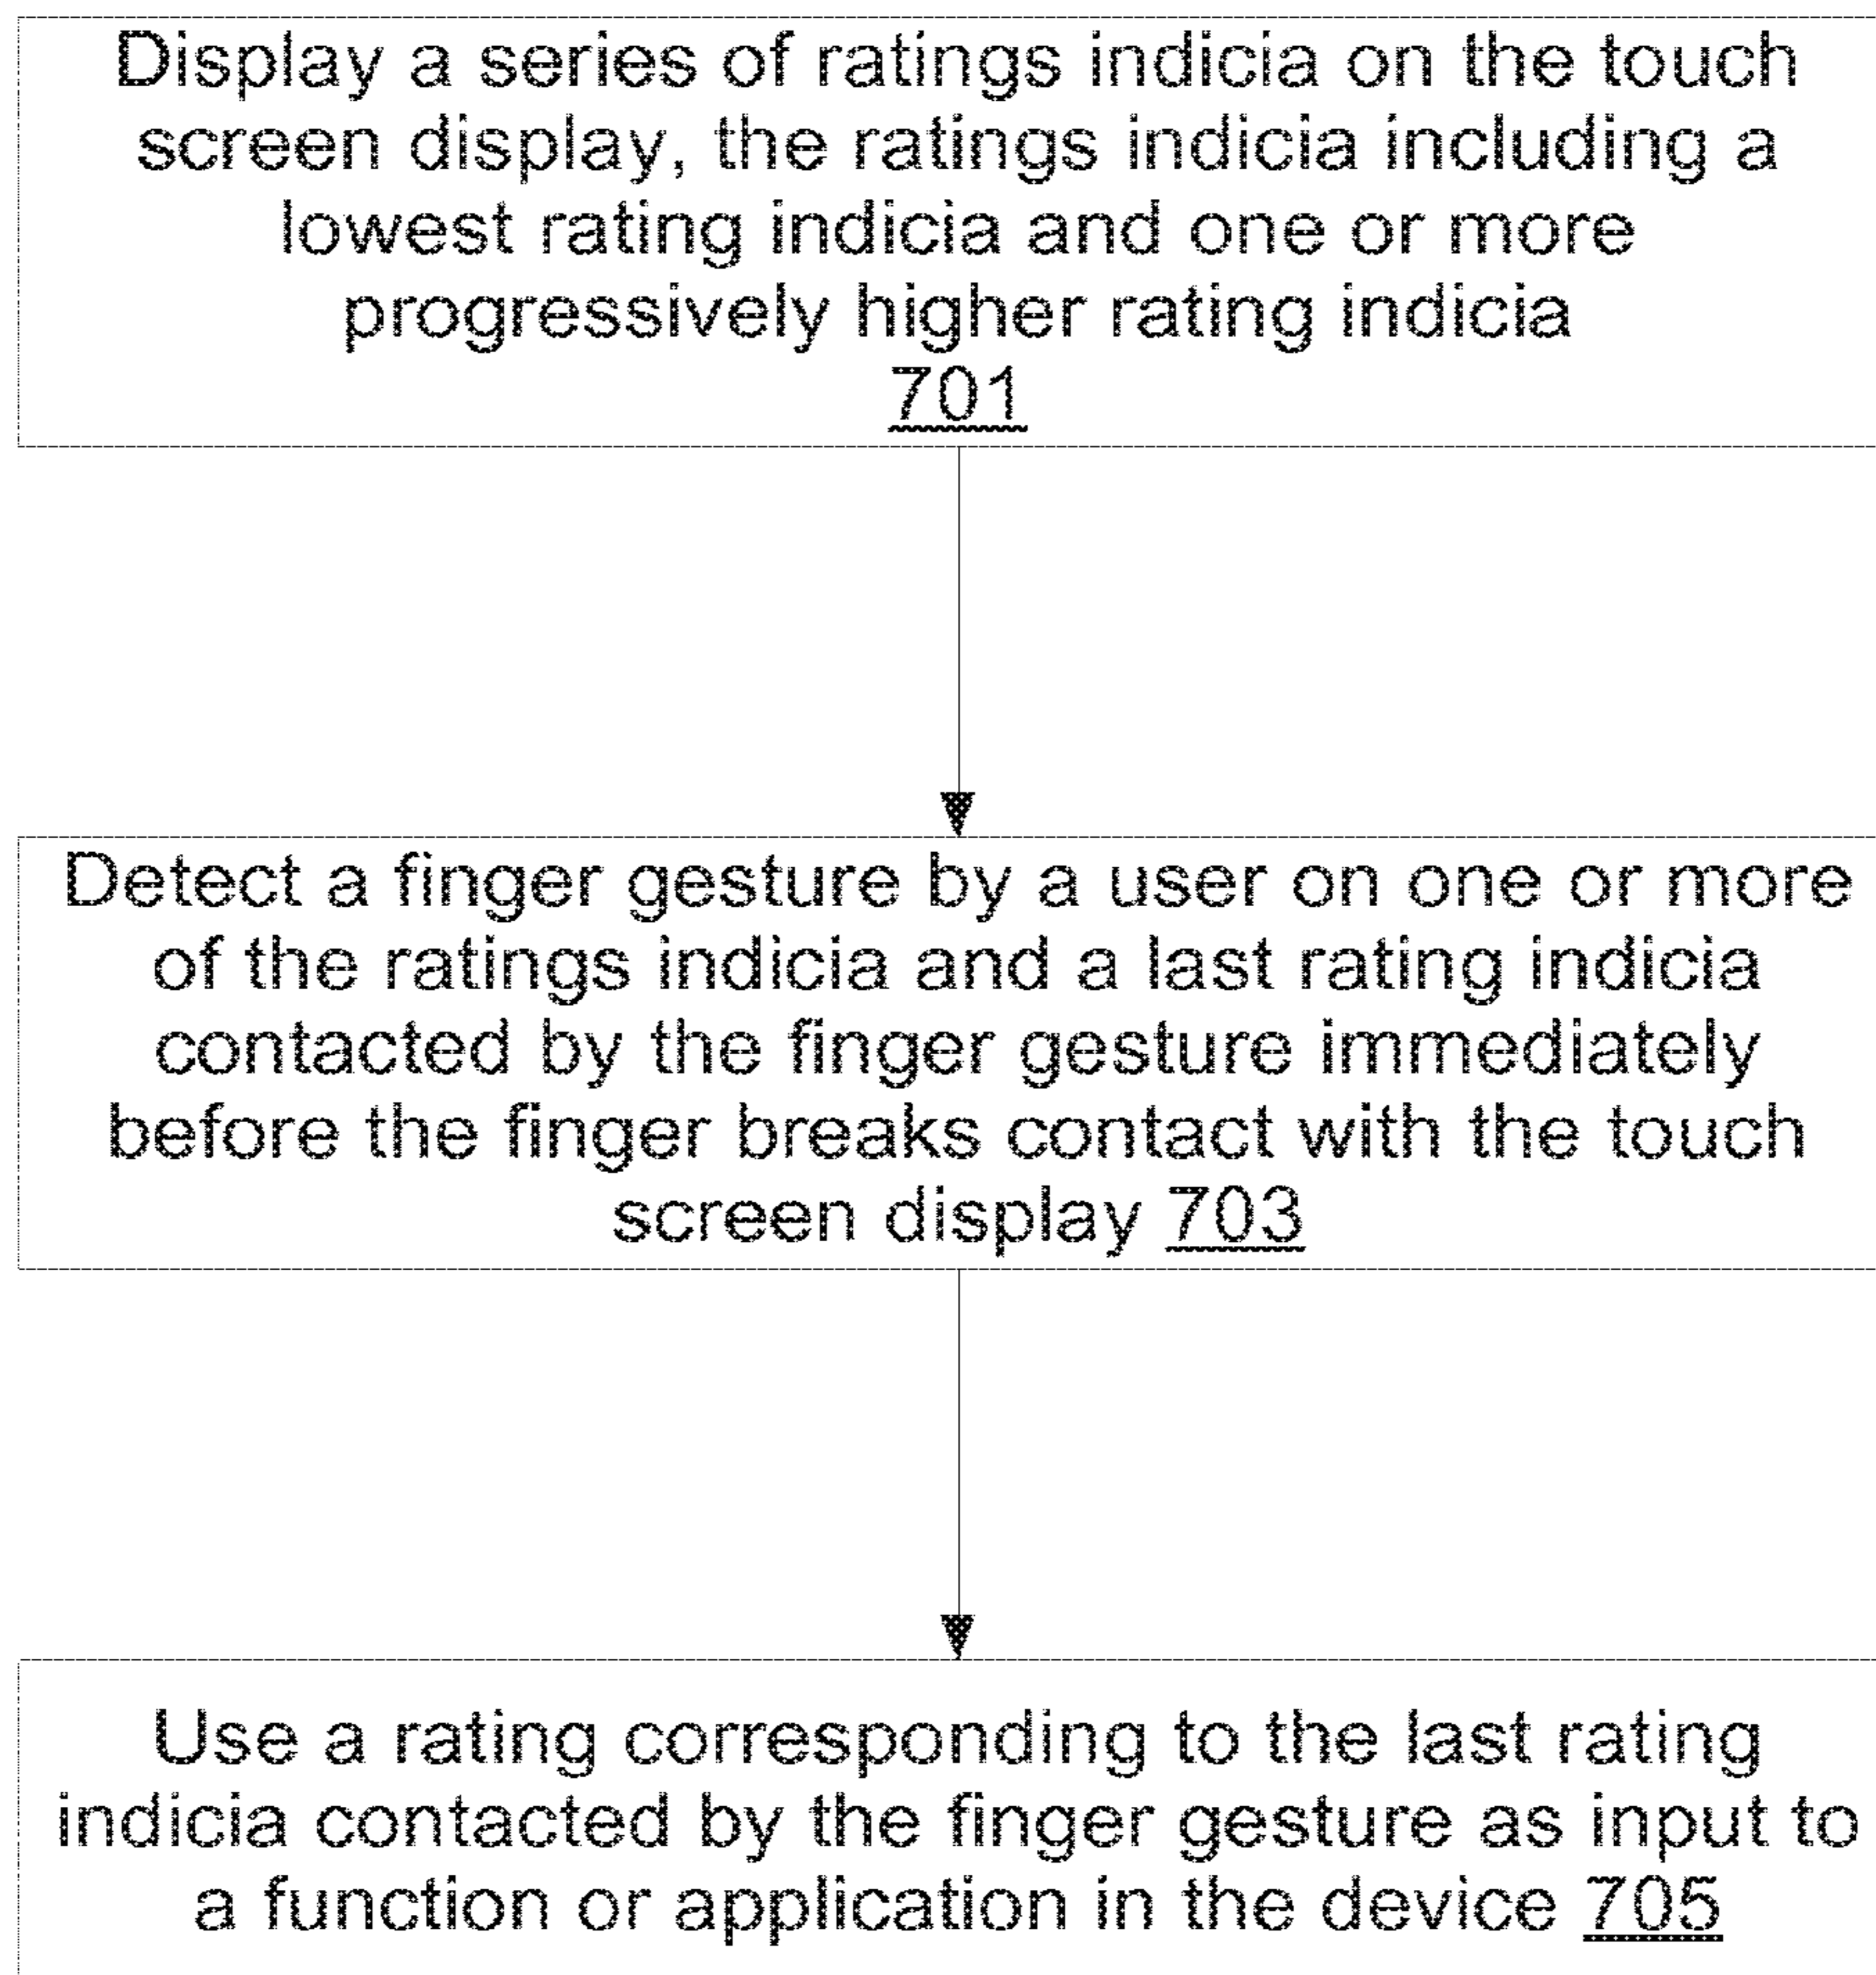 Display a series of ratings indicia on the touch
screen display, the ratings indicia including a
lowest rating indicia and one or more
progressively higher rating indicia
701
Detect a finger gesture by a user on one or more
of the ratings indicia and a last rating indicia
contacted by the finger gesture immediately
before the finger breaks contact with the touch
screen display 703
Use a rating corresponding to the last rating
indicia contacted by the finger gesture as input to
a function or application in the device 705